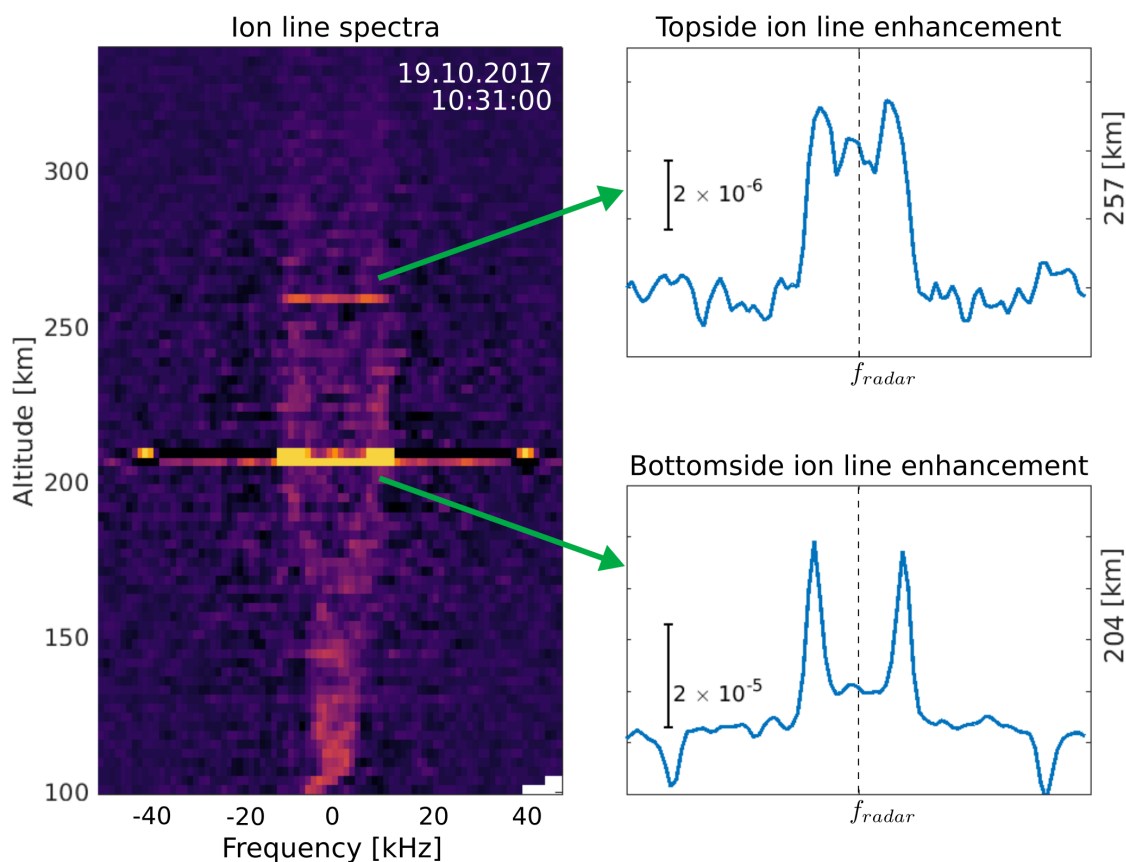 Ion line spectra
19.10.2017
10:31:00
300
250
200
150
100
Altitude [km]
-40 -20 0 20 40
Frequency [kHz]
Topside ion line enhancement
2 × 10⁻⁶
257 [km]
f_radar
Bottomside ion line enhancement
2 × 10⁻⁵
204 [km]
f_radar